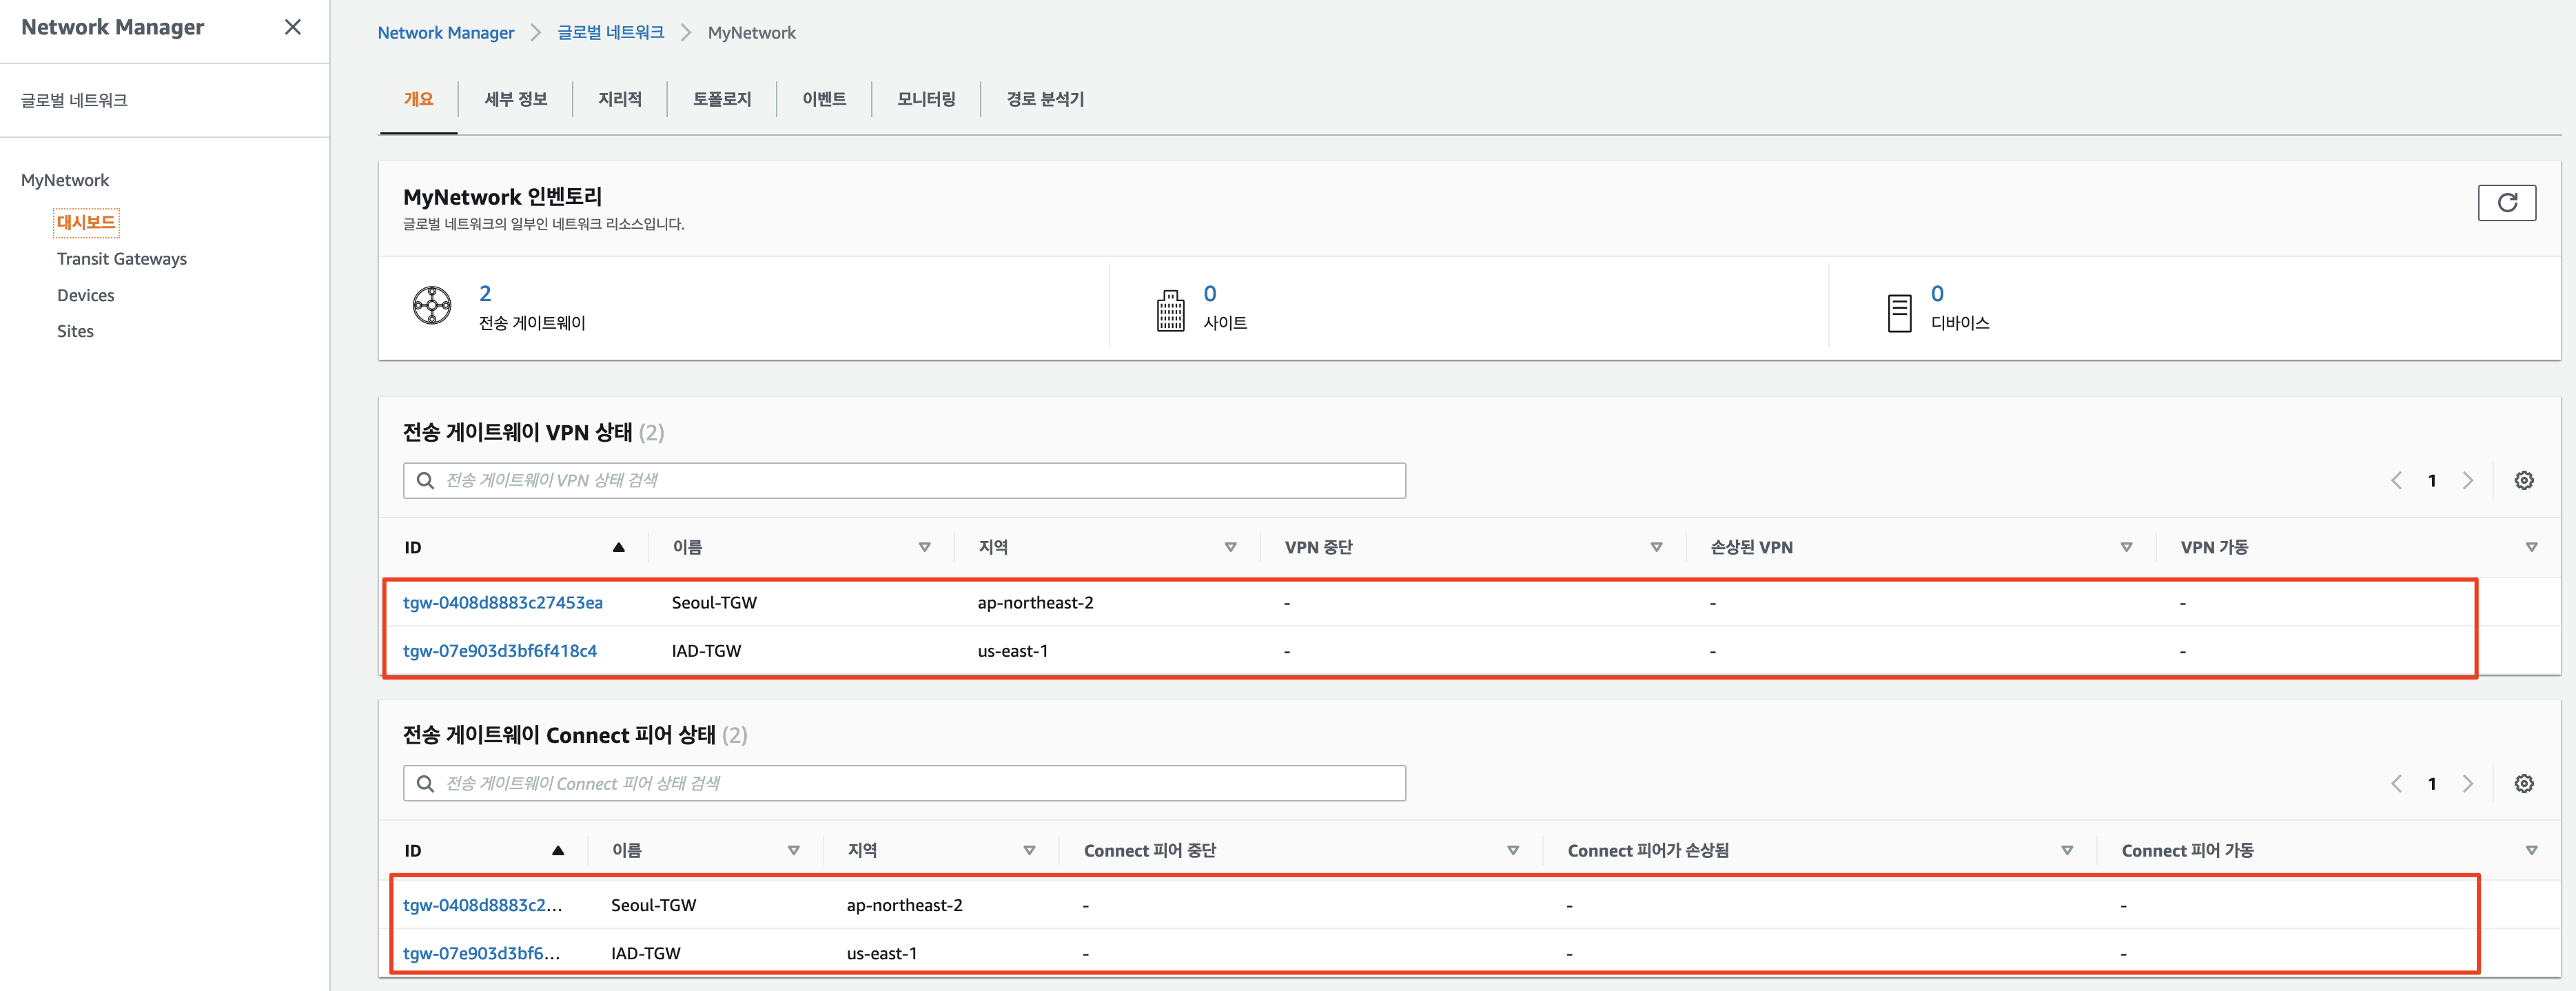 Network Manager
글로벌 네트워크
MyNetwork
대시보드
Transit Gateways
Devices
Sites
Network Manager 글로벌 네트워크 MyNetwork
개요 세부 정보 지리적 토폴로지 이벤트 모니터링 경로 분석기
MyNetwork 인벤토리
글로벌 네트워크의 일부인 네트워크 리소스입니다.
2
전송 게이트웨이
0
사이트
0
디바이스
전송 게이트웨이 VPN 상태 (2)
전송 게이트웨이 VPN 상태 검색
1
ID 이름 지역 VPN 중단 손상된 VPN VPN 가동
tgw-0408d8883c27453ea Seoul-TGW ap-northeast-2 - - -
tgw-07e903d3bf6f418c4 IAD-TGW us-east-1 - - -
전송 게이트웨이 Connect 피어 상태 (2)
전송 게이트웨이 Connect 피어 상태 검색
1
ID 이름 지역 Connect 피어 중단 Connect 피어가 손상됨 Connect 피어 가동
tgw-0408d8883c2... Seoul-TGW ap-northeast-2 - - -
tgw-07e903d3bf6... IAD-TGW us-east-1 - - -